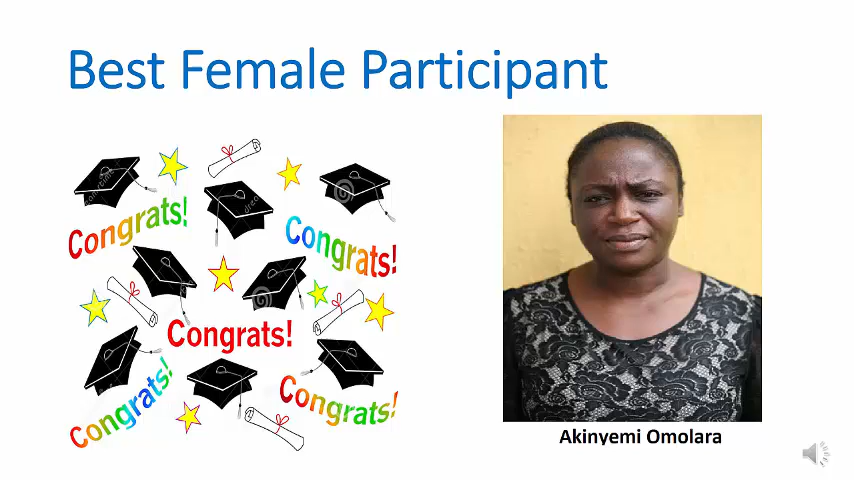 Best Female Participant
Congrats!
Congrats!
Congrats!
Congrats!
Congrats!
Akinyemi Omolara